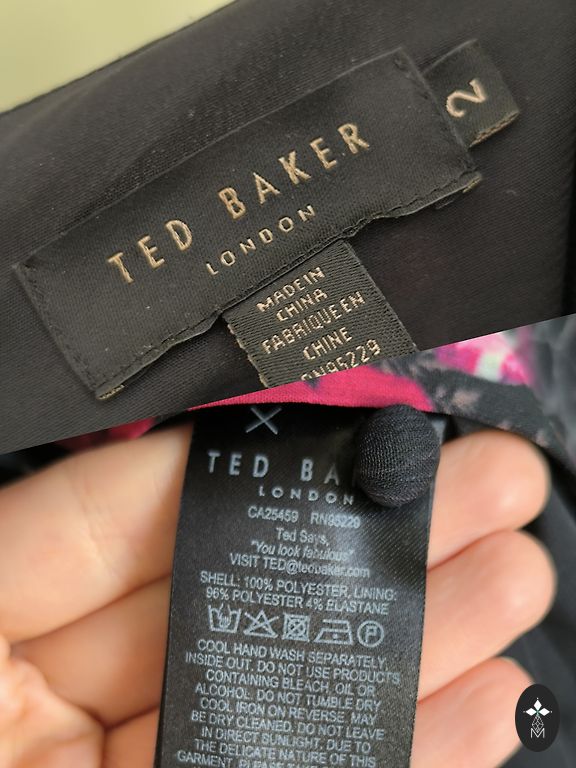 TED BAKER
LONDON
2
MADE IN
CHINA
FABRIQUE EN
CHINE
RN95229
TED BA
LONDON
CA25459 RN95229
Ted Says,
"You look fabulous"
VISIT TED@tedbaker.com
SHELL: 100% POLYESTER, LINING:
96% POLYESTER 4% ELASTANE
COOL HAND WASH SEPARATELY,
INSIDE OUT. DO NOT USE PRODUCTS
CONTAINING BLEACH, OIL OR
ALCOHOL. DO NOT TUMBLE DRY
COOL IRON ON REVERSE. MAY
BE DRY CLEANED. DO NOT LEAVE
IN DIRECT SUNLIGHT, DUE TO
THE DELICATE NATURE OF THIS